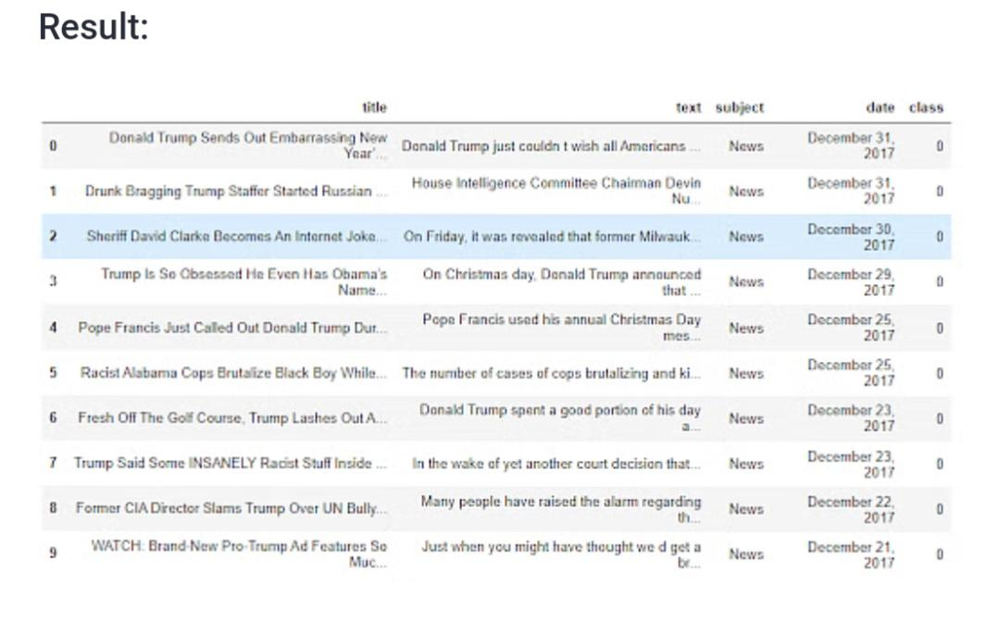 Result:
title text subject date class
0 Donald Trump Sends Out Embarrassing New Year'... Donald Trump just couldn t wish all Americans ... News December 31, 2017 0
1 Drunk Bragging Trump Staffer Started Russian ... House Intelligence Committee Chairman Devin Nu... News December 31, 2017 0
2 Sheriff David Clarke Becomes An Internet Joke... On Friday, it was revealed that former Milwauk... News December 30, 2017 0
3 Trump Is So Obsessed He Even Has Obama's Name... On Christmas day, Donald Trump announced that ... News December 29, 2017 0
4 Pope Francis Just Called Out Donald Trump Dur... Pope Francis used his annual Christmas Day mes... News December 25, 2017 0
5 Racist Alabama Cops Brutalize Black Boy While... The number of cases of cops brutalizing and ki... News December 25, 2017 0
6 Fresh Off The Golf Course, Trump Lashes Out A... Donald Trump spent a good portion of his day a... News December 23, 2017 0
7 Trump Said Some INSANELY Racist Stuff Inside ... In the wake of yet another court decision that... News December 23, 2017 0
8 Former CIA Director Slams Trump Over UN Bully... Many people have raised the alarm regarding th... News December 22, 2017 0
9 WATCH: Brand-New Pro-Trump Ad Features So Muc... Just when you might have thought we d get a br... News December 21, 2017 0